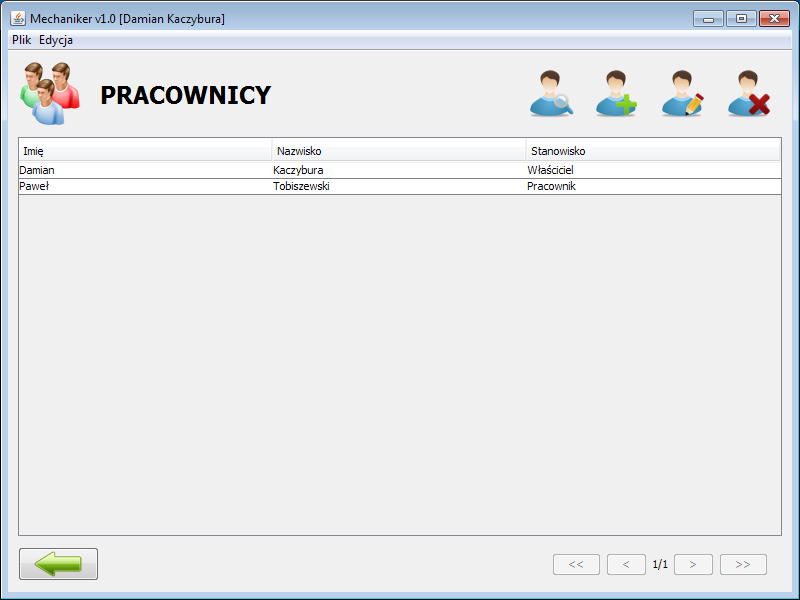 Mechaniker v1.0 [Damian Kaczybura]
Plik Edycja
PRACOWNICY
Imię Nazwisko Stanowisko
Damian Kaczybura Właściciel
Paweł Tobiszewski Pracownik
<< < 1/1 > >>